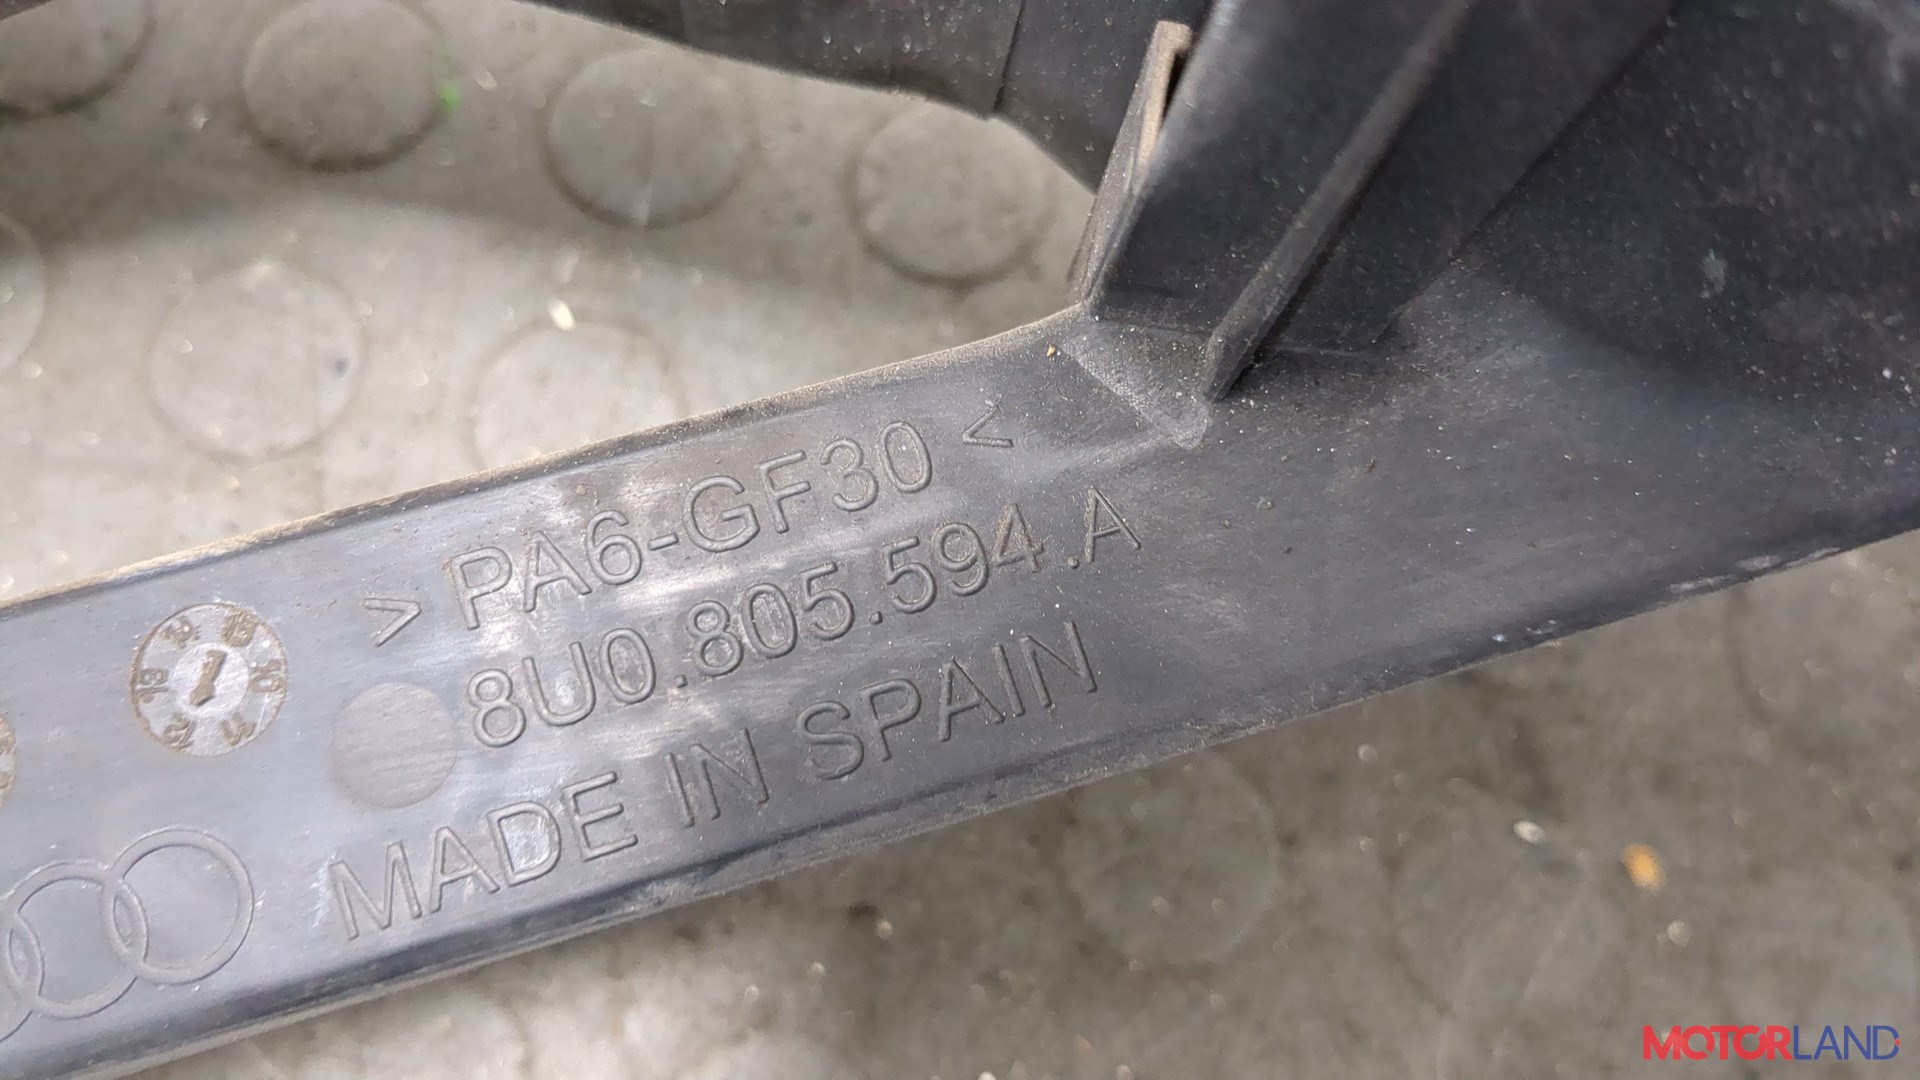 > PA6-GF30 <
8U0.805.594.A
MADE IN SPAIN
MOTORLAND